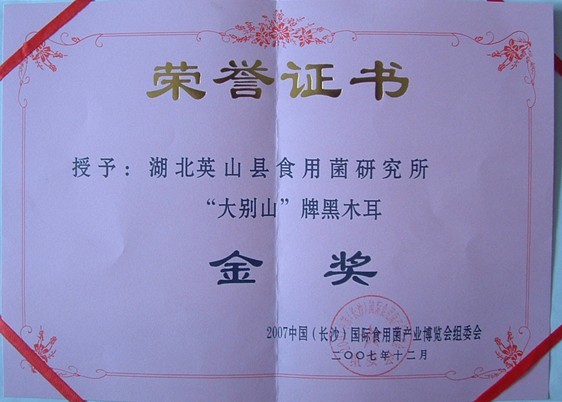 荣誉证书
授予：湖北英山县食用菌研究所
“大别山”牌黑木耳
金奖
2007中国（长沙）国际食用菌产业博览会组委会
二〇〇七年十二月